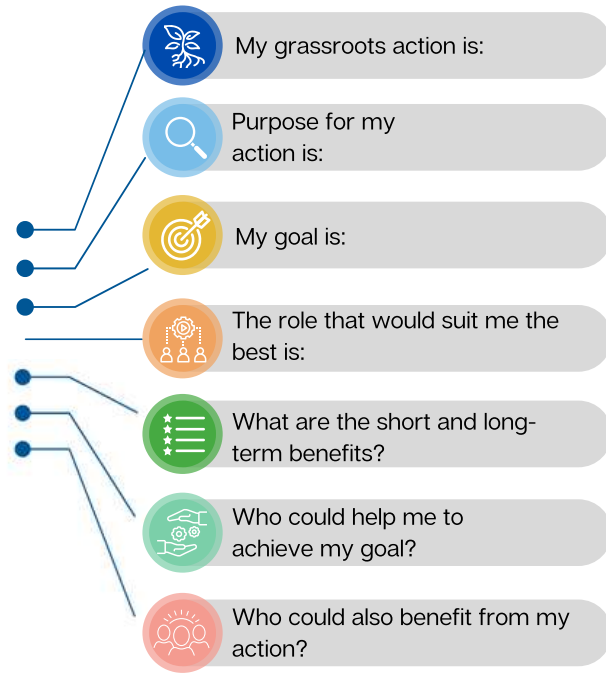 My grassroots action is:
Purpose for my
action is:
My goal is:
The role that would suit me the
best is:
What are the short and long-
term benefits?
Who could help me to
achieve my goal?
Who could also benefit from my
action?